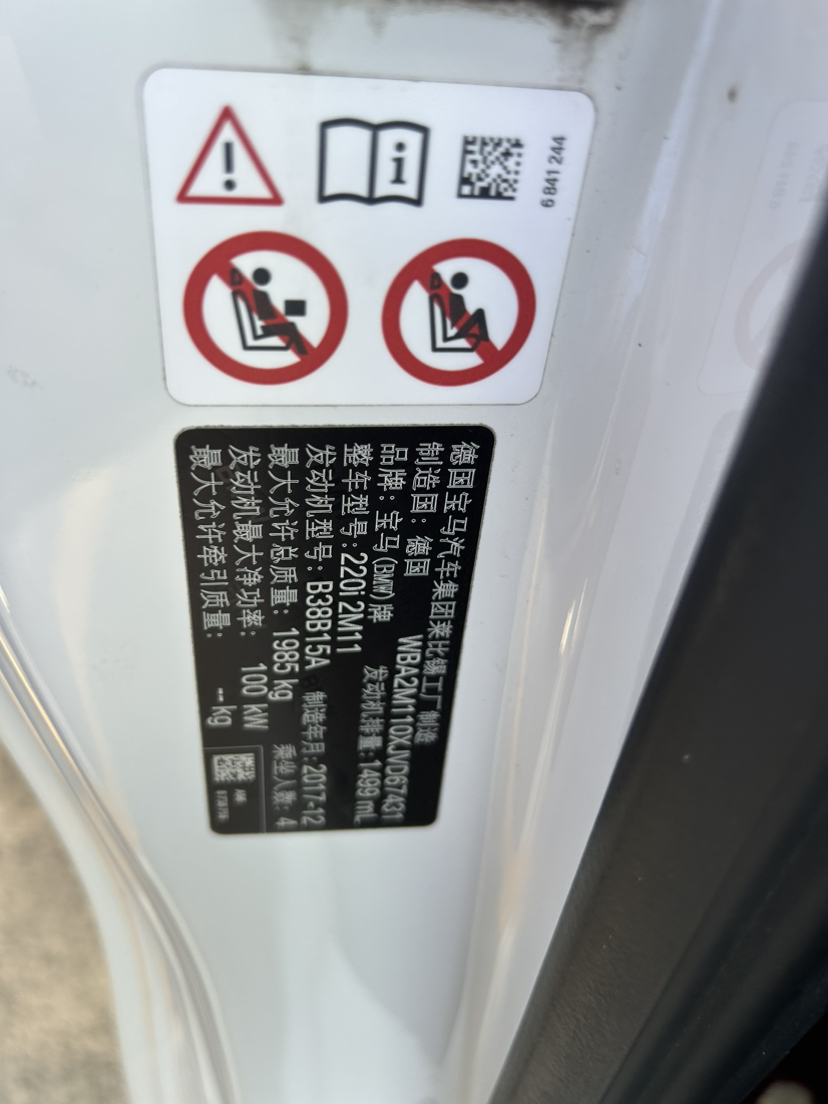 6 841 244
德国宝马汽车集团莱比锡工厂制造
制造国：德国 WBA2M110XJVD67431
品牌：宝马(BMW)牌 发动机排量：1499 mL
整车型号：220i 2M11
发动机型号：B38B15A 制造年月：2017-12
最大允许总质量：1985 kg 乘坐人数：4
发动机最大净功率：100 kW
最大允许牵引质量：-- kg